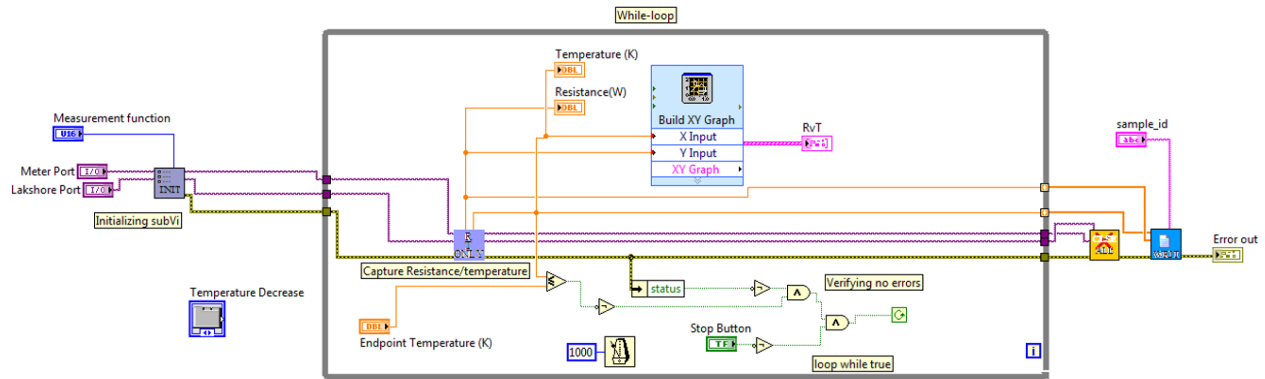 While-loop
Temperature (K)
DBL
Resistance(W)
DBL
Build XY Graph
X Input
Y Input
XY Graph
RvT
Measurement function
U16
Meter Port
I/O
Lakshore Port
I/O
INIT
Initializing subVi
sample_id
abc
R
ONLY
Capture Resistance/temperature
status
Verifying no errors
Error out
Temperature Decrease
DBL
Endpoint Temperature (K)
Stop Button
TF
1000
loop while true
i